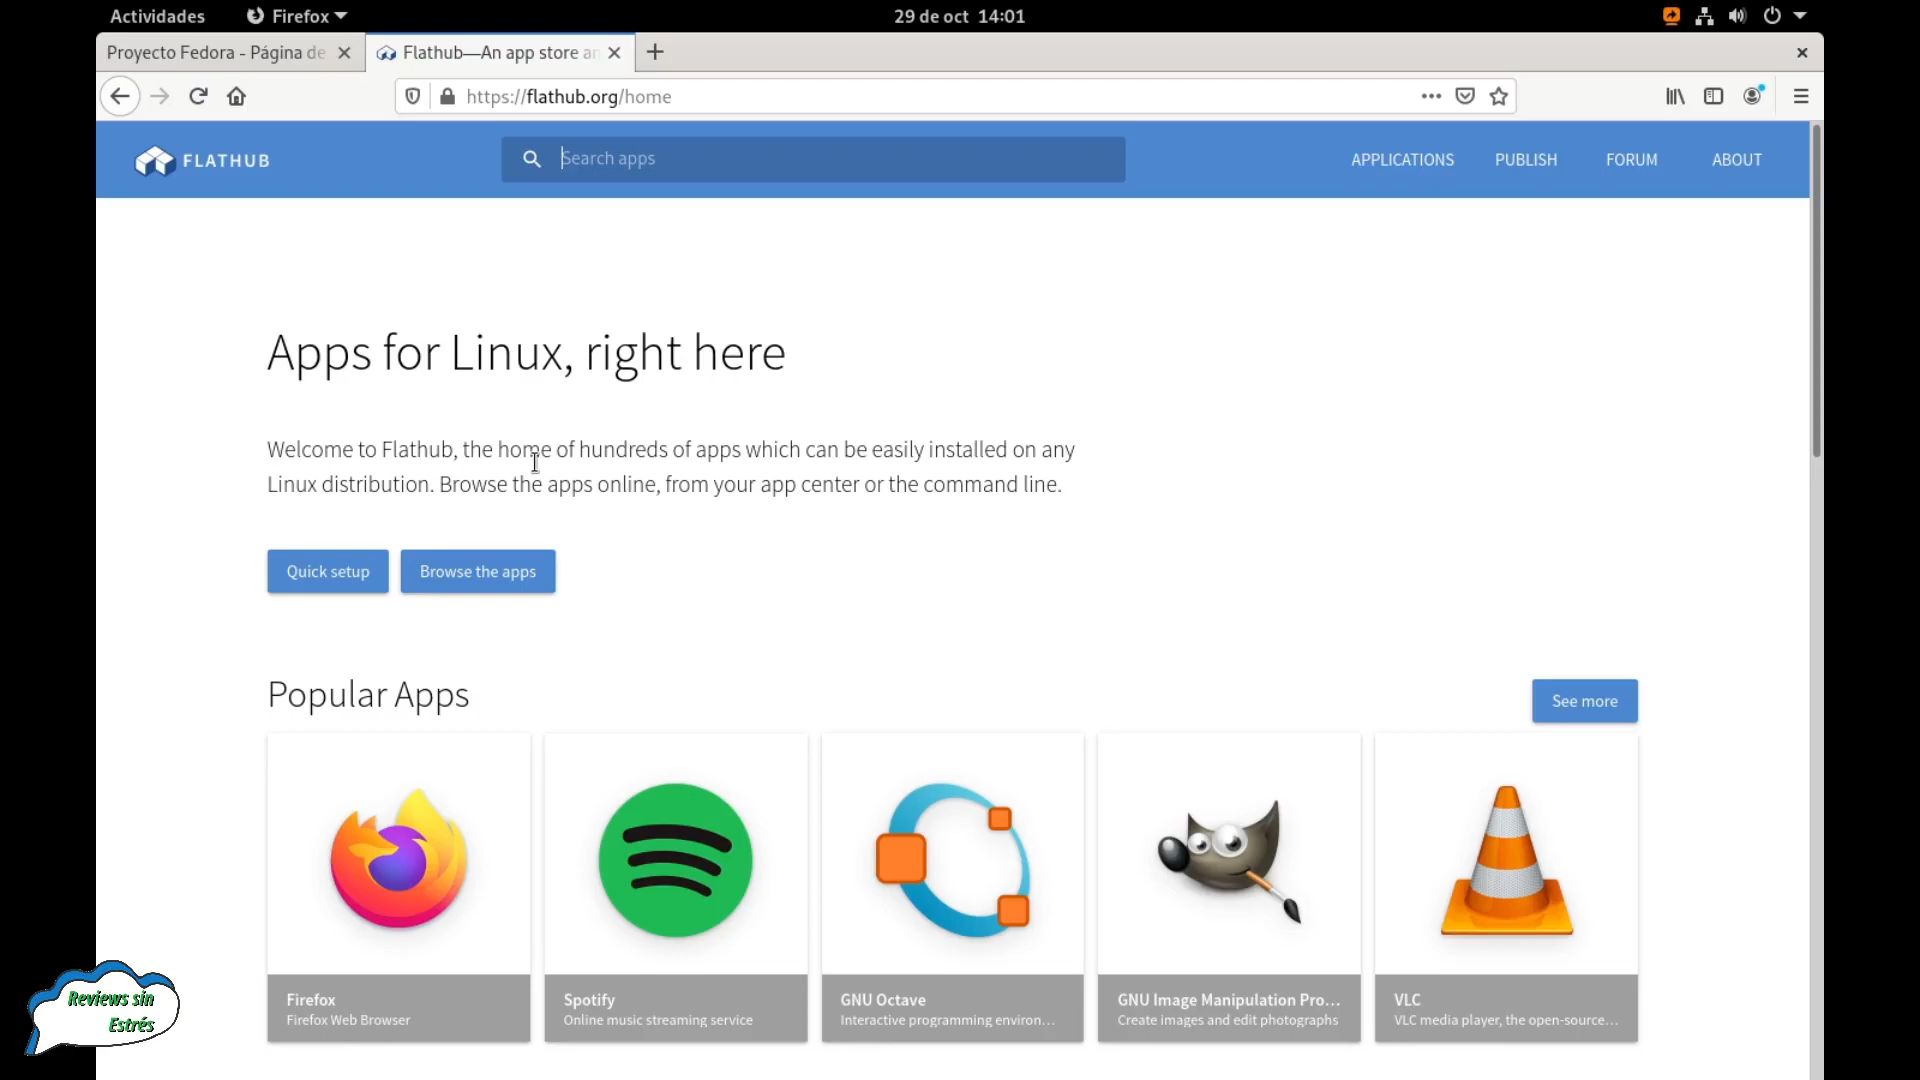 Actividades
Firefox
29 de oct 14:01
Proyecto Fedora - Página de
Flathub—An app store an
https://flathub.org/home
FLATHUB
Search apps
APPLICATIONS
PUBLISH
FORUM
ABOUT
Apps for Linux, right here
Welcome to Flathub, the home of hundreds of apps which can be easily installed on any
Linux distribution. Browse the apps online, from your app center or the command line.
Quick setup
Browse the apps
Popular Apps
See more
Firefox
Firefox Web Browser
Spotify
Online music streaming service
GNU Octave
Interactive programming environ...
GNU Image Manipulation Pro...
Create images and edit photographs
VLC
VLC media player, the open-source...
Reviews sin
Estrés